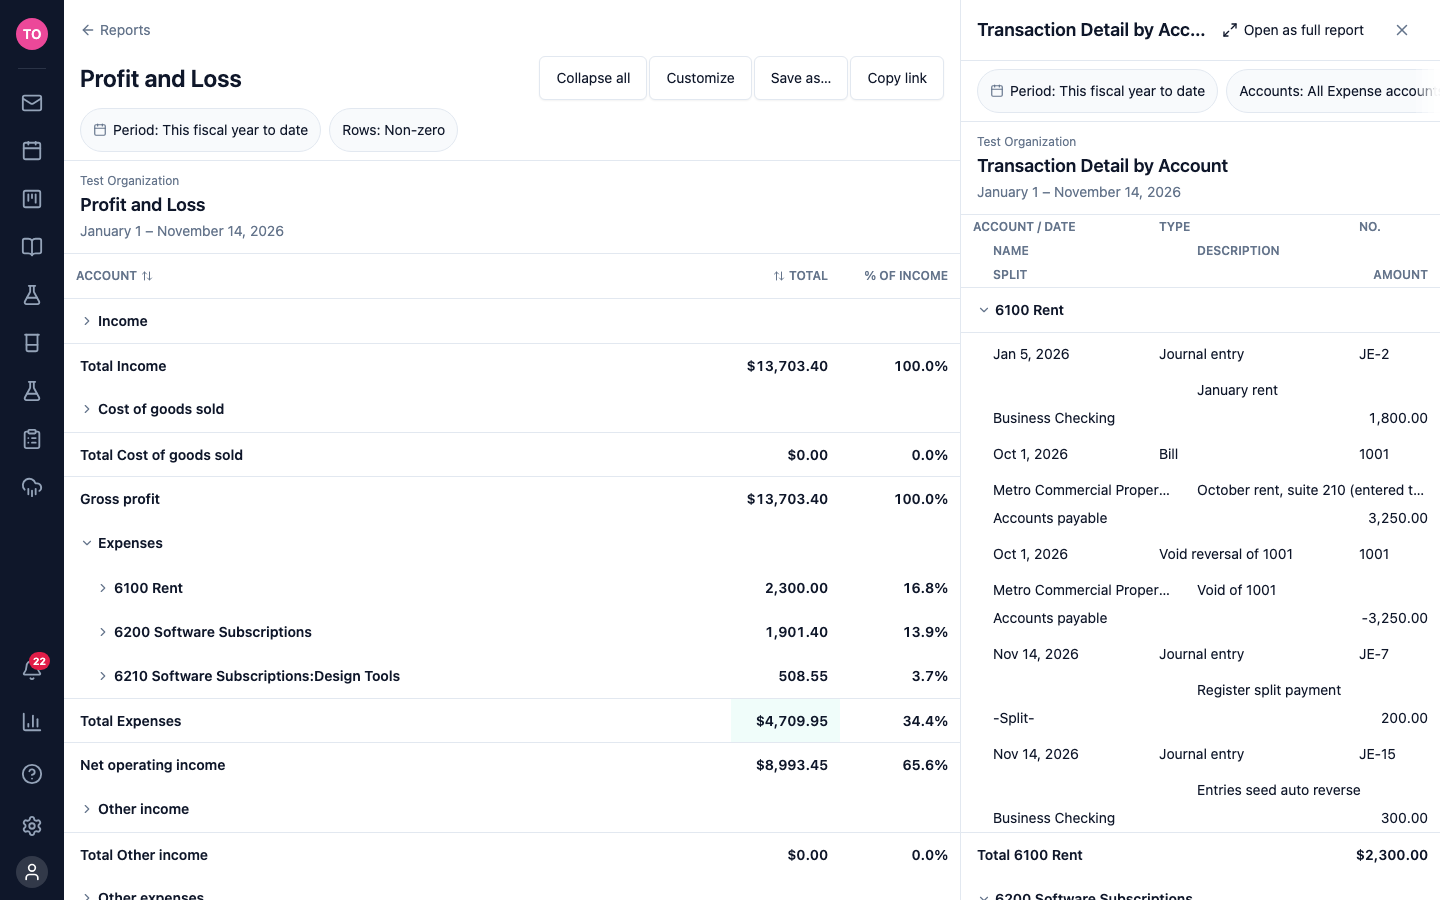 TO
22
Reports
Profit and Loss
Collapse all
Customize
Save as...
Copy link
Period: This fiscal year to date
Rows: Non-zero
Test Organization
Profit and Loss
January 1 – November 14, 2026
ACCOUNT TOTAL % OF INCOME
Income
Total Income $13,703.40 100.0%
Cost of goods sold
Total Cost of goods sold $0.00 0.0%
Gross profit $13,703.40 100.0%
Expenses
6100 Rent 2,300.00 16.8%
6200 Software Subscriptions 1,901.40 13.9%
6210 Software Subscriptions:Design Tools 508.55 3.7%
Total Expenses $4,709.95 34.4%
Net operating income $8,993.45 65.6%
Other income
Total Other income $0.00 0.0%
Other expenses
Transaction Detail by Acc...
Open as full report
Period: This fiscal year to date
Accounts: All Expense accounts
Test Organization
Transaction Detail by Account
January 1 – November 14, 2026
ACCOUNT / DATE TYPE NO.
NAME DESCRIPTION
SPLIT AMOUNT
6100 Rent
Jan 5, 2026 Journal entry JE-2
January rent
Business Checking 1,800.00
Oct 1, 2026 Bill 1001
Metro Commercial Proper... October rent, suite 210 (entered t...
Accounts payable 3,250.00
Oct 1, 2026 Void reversal of 1001 1001
Metro Commercial Proper... Void of 1001
Accounts payable -3,250.00
Nov 14, 2026 Journal entry JE-7
Register split payment
-Split- 200.00
Nov 14, 2026 Journal entry JE-15
Entries seed auto reverse
Business Checking 300.00
Total 6100 Rent $2,300.00
6200 Software Subscriptions